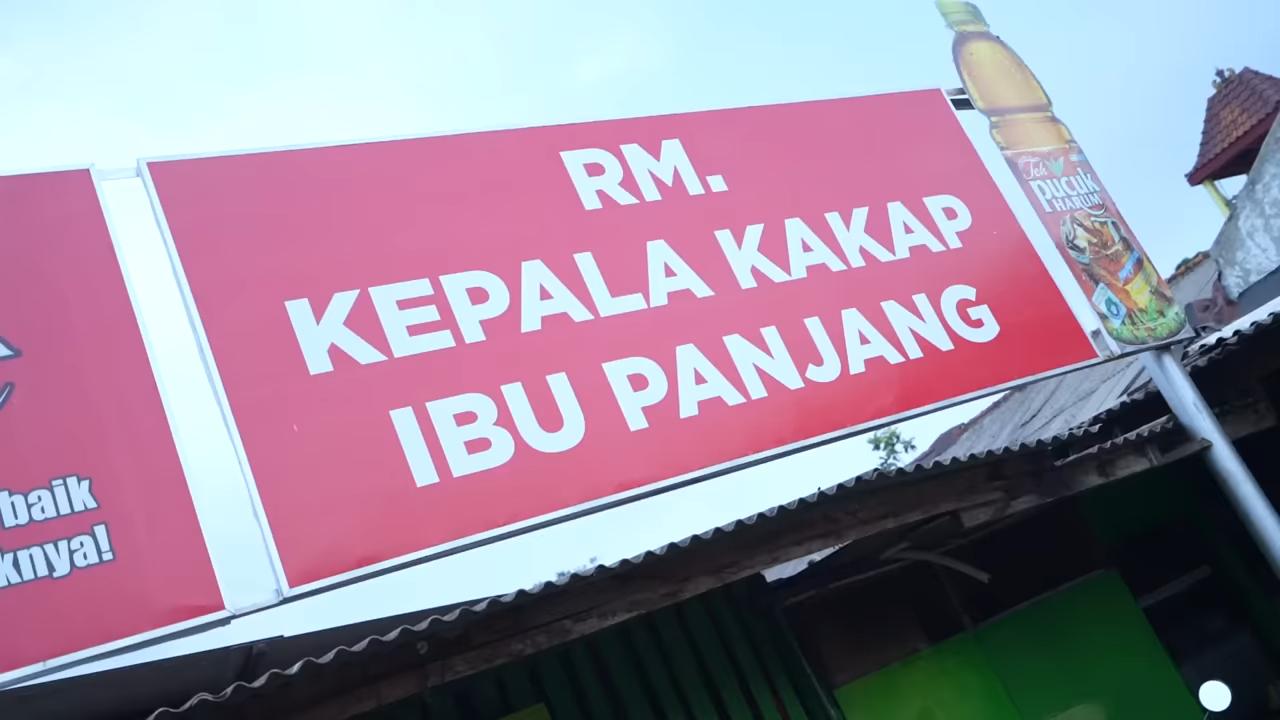 RM.
KEPALA KAKAP
IBU PANJANG
Teh
pucuk
HARUM
baik
knya!